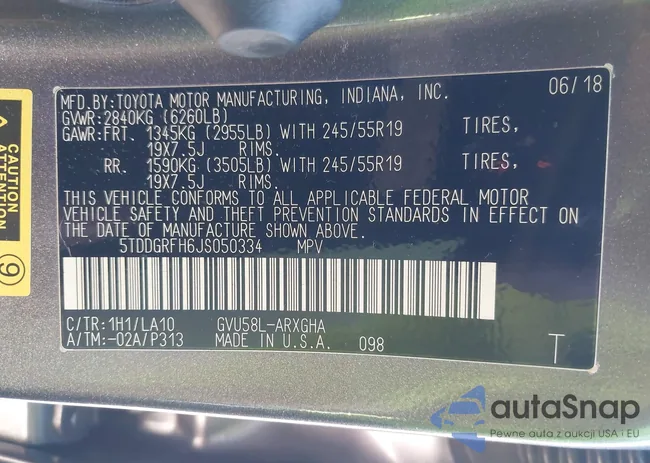 MFD.BY:TOYOTA MOTOR MANUFACTURING, INDIANA, INC. 06/18
GVWR:2840KG (6260LB)
GAWR:FRT. 1345KG (2955LB) WITH 245/55R19 TIRES,
19X7.5J RIMS.
RR. 1590KG (3505LB) WITH 245/55R19 TIRES,
19X7.5J RIMS.
THIS VEHICLE CONFORMS TO ALL APPLICABLE FEDERAL MOTOR
VEHICLE SAFETY AND THEFT PREVENTION STANDARDS IN EFFECT ON
THE DATE OF MANUFACTURE SHOWN ABOVE.
5TDDGRFH6JS050334 MPV
C/TR:1H1/LA10 GVU58L-ARXGHA
A/TM:-02A/P313 MADE IN U.S.A. 098 T
CAUTION
ATTENTION
9
autaSnap
Pewne auta z aukcji USA i EU